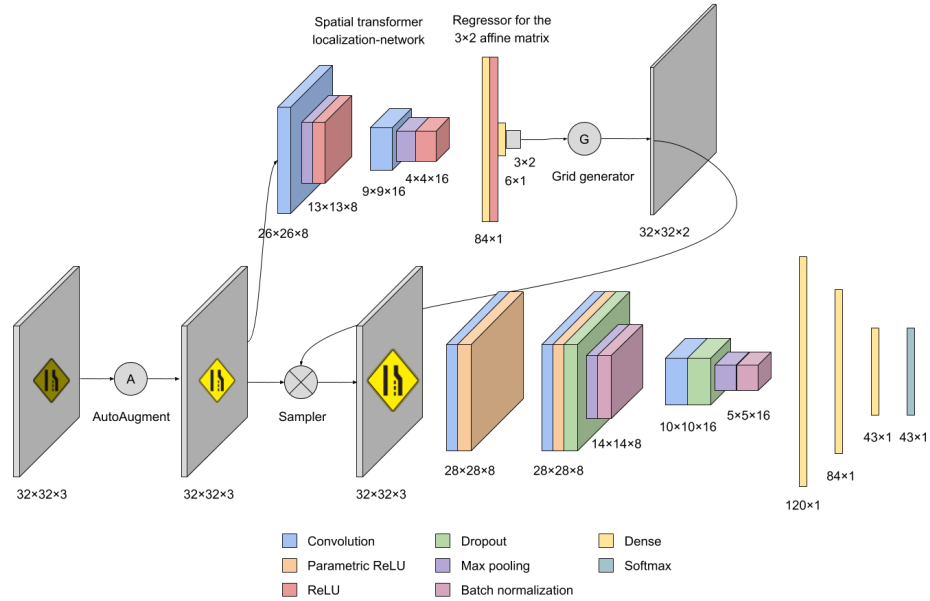 Spatial transformer
localization-network
Regressor for the
3×2 affine matrix
G
3×2
6×1
Grid generator
4×4×16
9×9×16
13×13×8
26×26×8
84×1
32×32×2
A
AutoAugment
Sampler
32×32×3
32×32×3
32×32×3
28×28×8
28×28×8
14×14×8
10×10×16
5×5×16
120×1
84×1
43×1
43×1
Convolution
Parametric ReLU
ReLU
Dropout
Max pooling
Batch normalization
Dense
Softmax